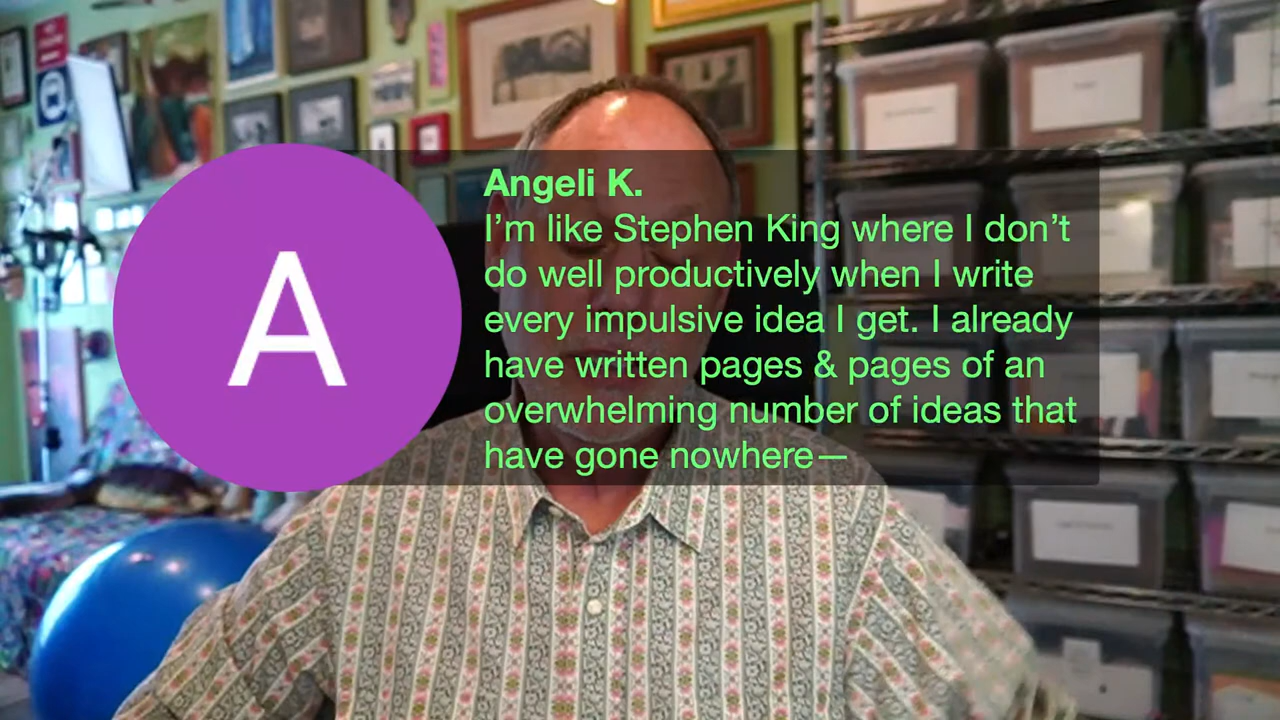 A
Angeli K.
I’m like Stephen King where I don’t
do well productively when I write
every impulsive idea I get. I already
have written pages & pages of an
overwhelming number of ideas that
have gone nowhere—